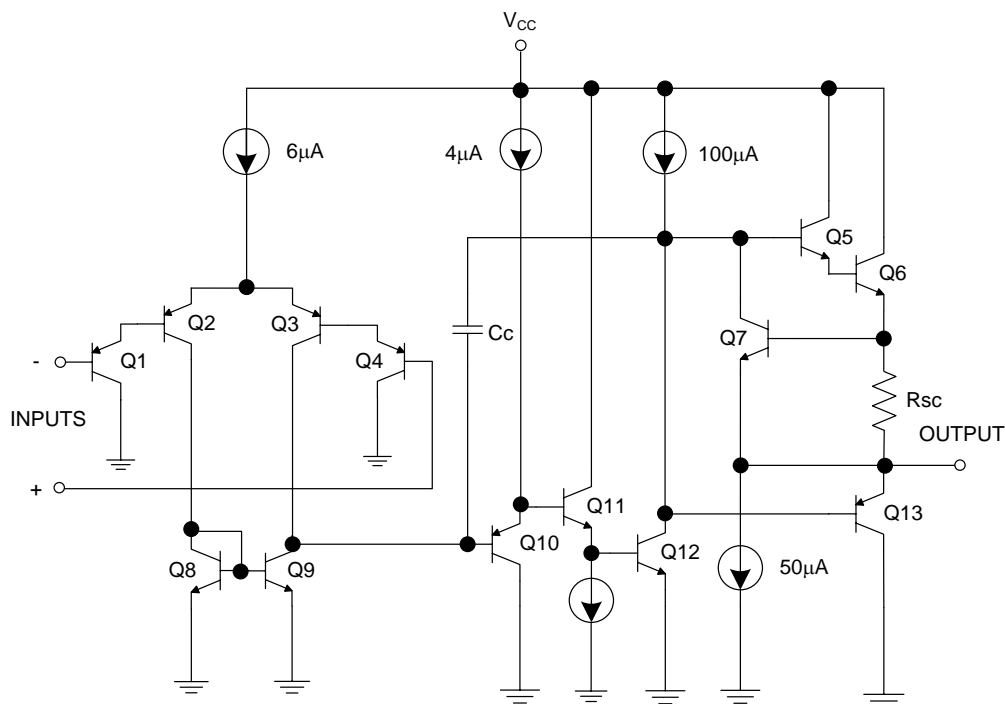 VCC
6μA
4μA
100μA
Q5
Q6
Q2
Q3
Cc
Q7
-
Q1
Q4
Rsc
INPUTS
OUTPUT
+
Q11
Q13
Q10
Q12
Q8
Q9
50μA